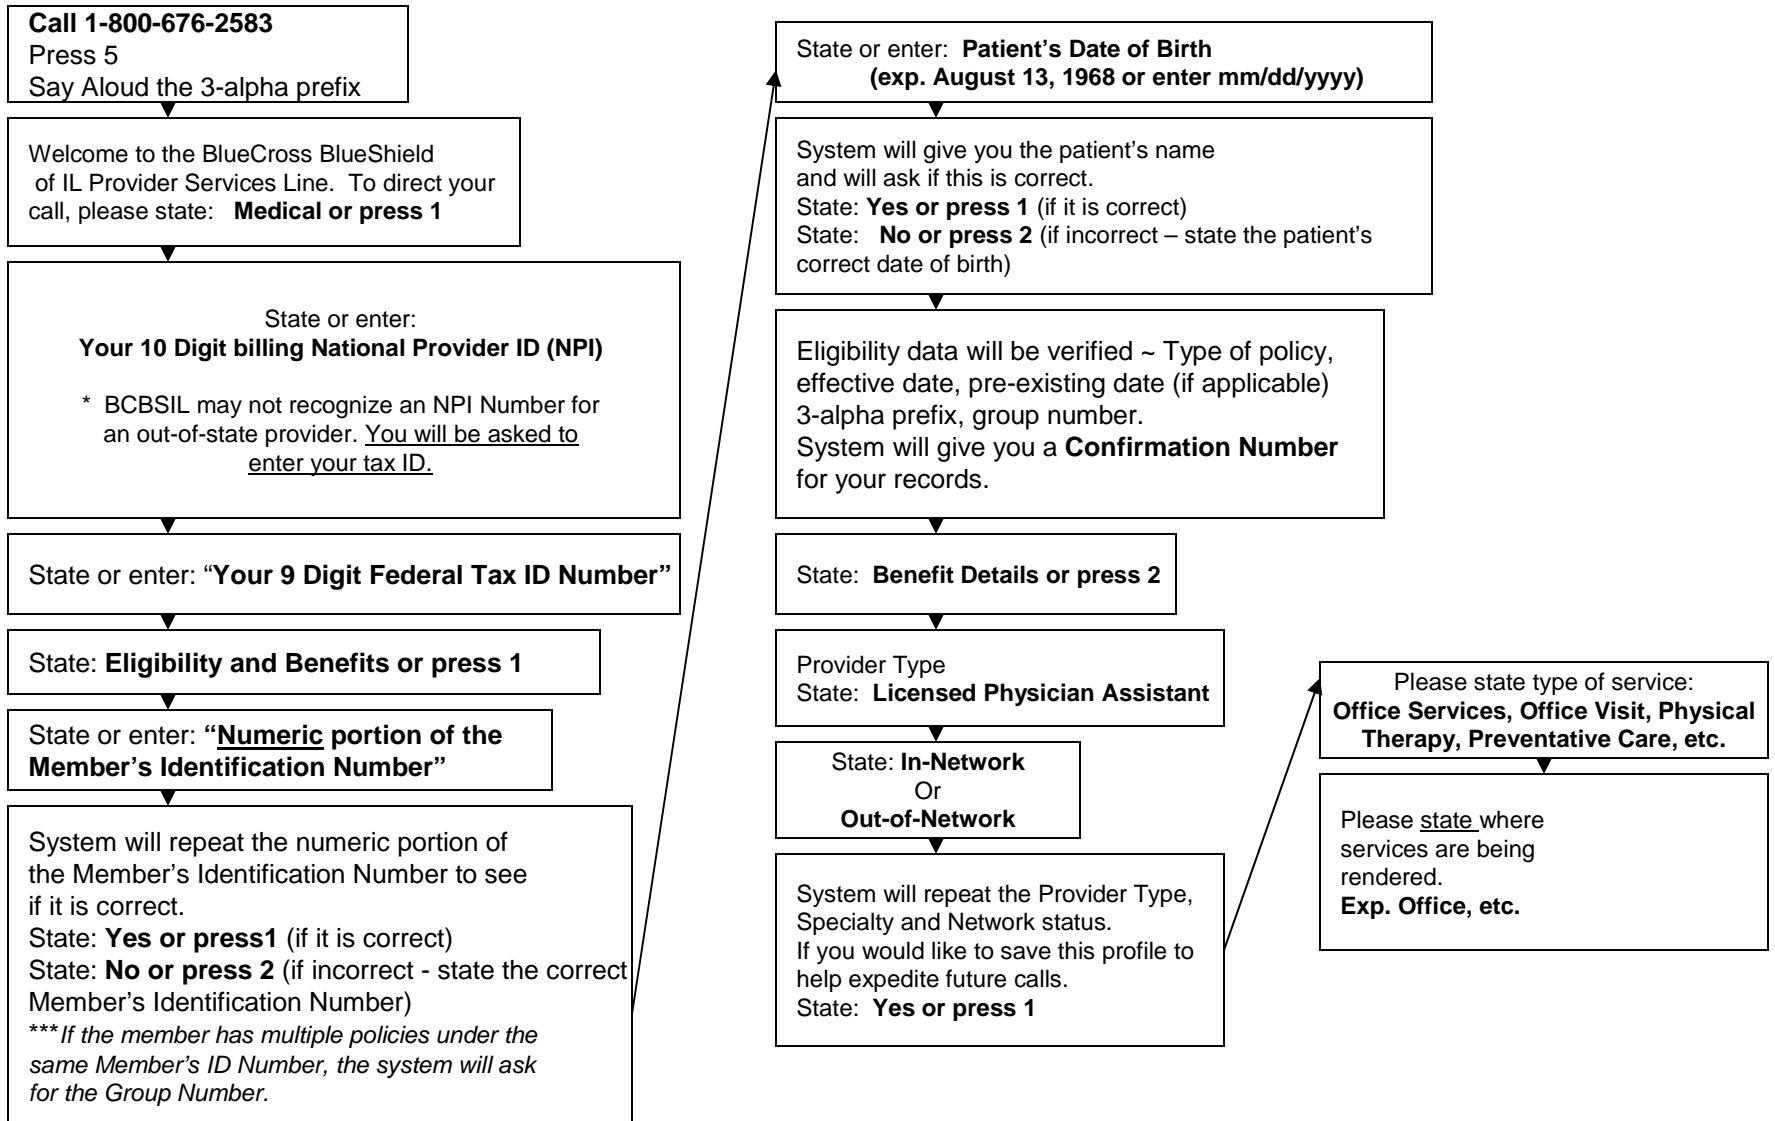 Call 1-800-676-2583
Press 5
Say Aloud the 3-alpha prefix
Welcome to the BlueCross BlueShield
of IL Provider Services Line. To direct your
call, please state: Medical or press 1
State or enter:
Your 10 Digit billing National Provider ID (NPI)
* BCBSIL may not recognize an NPI Number for
an out-of-state provider. You will be asked to
enter your tax ID.
State or enter: “Your 9 Digit Federal Tax ID Number”
State: Eligibility and Benefits or press 1
State or enter: “Numeric portion of the
Member’s Identification Number”
System will repeat the numeric portion of
the Member’s Identification Number to see
if it is correct.
State: Yes or press1 (if it is correct)
State: No or press 2 (if incorrect - state the correct
Member’s Identification Number)
***If the member has multiple policies under the
same Member’s ID Number, the system will ask
for the Group Number.
State or enter: Patient’s Date of Birth
(exp. August 13, 1968 or enter mm/dd/yyyy)
System will give you the patient’s name
and will ask if this is correct.
State: Yes or press 1 (if it is correct)
State: No or press 2 (if incorrect – state the patient’s
correct date of birth)
Eligibility data will be verified ~ Type of policy,
effective date, pre-existing date (if applicable)
3-alpha prefix, group number.
System will give you a Confirmation Number
for your records.
State: Benefit Details or press 2
Provider Type
State: Licensed Physician Assistant
State: In-Network
Or
Out-of-Network
System will repeat the Provider Type,
Specialty and Network status.
If you would like to save this profile to
help expedite future calls.
State: Yes or press 1
Please state type of service:
Office Services, Office Visit, Physical
Therapy, Preventative Care, etc.
Please state where
services are being
rendered.
Exp. Office, etc.